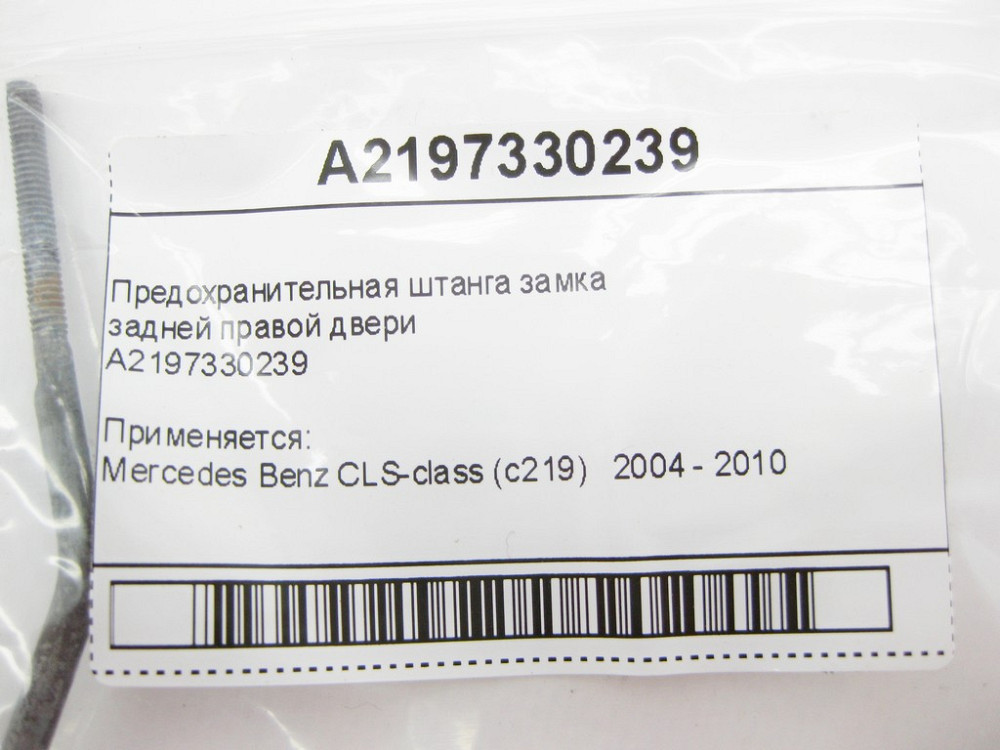 A2197330239
Предохранительная штанга замка
задней правой двери
A2197330239
Применяется:
Mercedes Benz CLS-class (c219) 2004 - 2010